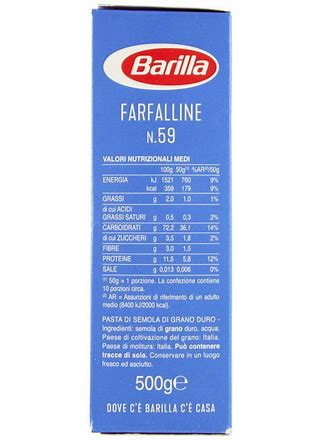 Barilla
FARFALLINE
N.59
VALORI NUTRIZIONALI MEDI
100g 50g⁽¹⁾ %AR⁽²⁾/50g
ENERGIA kJ 1521 760 9%
kcal 359 179 9%
GRASSI g 2,0 1,0 1%
di cui ACIDI
GRASSI SATURI g 0,5 0,3 2%
CARBOIDRATI g 72,2 36,1 14%
di cui ZUCCHERI g 3,5 1,8 2%
FIBRE g 3,0 1,5
PROTEINE g 11,5 5,8 12%
SALE g 0,013 0,006 0%
⁽¹⁾ 50g = 1 porzione. La confezione contiene
10 porzioni circa.
⁽²⁾ AR = Assunzioni di riferimento di un adulto
medio (8400 kJ/2000 kcal)
PASTA DI SEMOLA DI GRANO DURO -
Ingredienti: semola di grano duro, acqua.
Paese di coltivazione del grano: Italia.
Paese di molitura: Italia. Può contenere
tracce di soia. Conservare in un luogo
fresco ed asciutto.
500g℮
DOVE C'È BARILLA C'È CASA